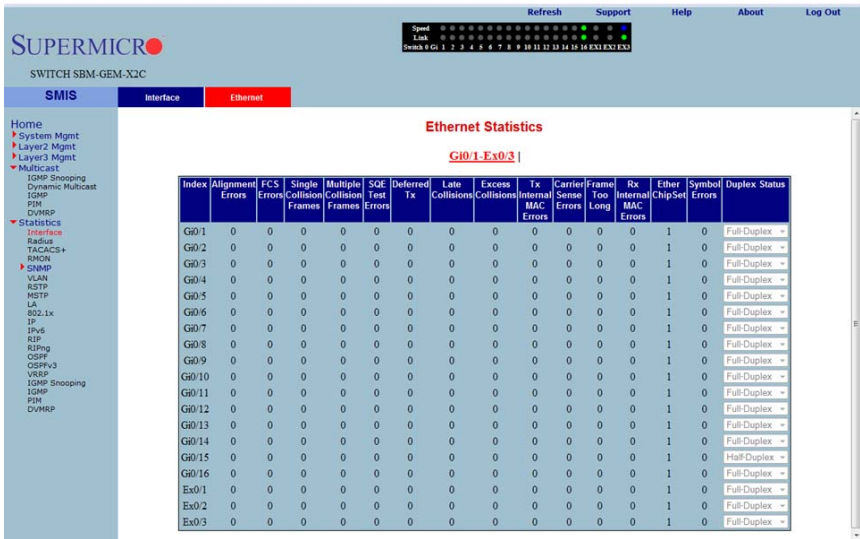 Refresh Support Help About Log Out
Speed
Link
Switch 0 Gi 1 2 3 4 5 6 7 8 9 10 11 12 13 14 15 16 EX1 EX2 EX3
SUPERMICRO
SWITCH SBM-GEM-X2C
SMIS
Interface Ethernet
Home
System Mgmt
Layer2 Mgmt
Layer3 Mgmt
Multicast
IGMP Snooping
Dynamic Multicast
IGMP
PIM
DVMRP
Statistics
Interface
Radius
TACACS+
RMON
SNMP
VLAN
RSTP
MSTP
LA
802.1x
IP
IPv6
RIP
RIPng
OSPF
OSPFv3
VRRP
IGMP Snooping
IGMP
PIM
DVMRP
Ethernet Statistics
Gi0/1-Ex0/3 |
Index Alignment Errors FCS Errors Single Collision Frames Multiple Collision Frames SQE Test Errors Deferred Tx Late Collisions Excess Collisions Tx Internal MAC Errors Carrier Sense Errors Frame Too Long Rx Internal MAC Errors Ether ChipSet Symbol Errors Duplex Status
Gi0/1 0 0 0 0 0 0 0 0 0 0 0 0 1 0 Full-Duplex
Gi0/2 0 0 0 0 0 0 0 0 0 0 0 0 1 0 Full-Duplex
Gi0/3 0 0 0 0 0 0 0 0 0 0 0 0 1 0 Full-Duplex
Gi0/4 0 0 0 0 0 0 0 0 0 0 0 0 1 0 Full-Duplex
Gi0/5 0 0 0 0 0 0 0 0 0 0 0 0 1 0 Full-Duplex
Gi0/6 0 0 0 0 0 0 0 0 0 0 0 0 1 0 Full-Duplex
Gi0/7 0 0 0 0 0 0 0 0 0 0 0 0 1 0 Full-Duplex
Gi0/8 0 0 0 0 0 0 0 0 0 0 0 0 1 0 Full-Duplex
Gi0/9 0 0 0 0 0 0 0 0 0 0 0 0 1 0 Full-Duplex
Gi0/10 0 0 0 0 0 0 0 0 0 0 0 0 1 0 Full-Duplex
Gi0/11 0 0 0 0 0 0 0 0 0 0 0 0 1 0 Full-Duplex
Gi0/12 0 0 0 0 0 0 0 0 0 0 0 0 1 0 Full-Duplex
Gi0/13 0 0 0 0 0 0 0 0 0 0 0 0 1 0 Full-Duplex
Gi0/14 0 0 0 0 0 0 0 0 0 0 0 0 1 0 Full-Duplex
Gi0/15 0 0 0 0 0 0 0 0 0 0 0 0 1 0 Half-Duplex
Gi0/16 0 0 0 0 0 0 0 0 0 0 0 0 1 0 Full-Duplex
Ex0/1 0 0 0 0 0 0 0 0 0 0 0 0 1 0 Full-Duplex
Ex0/2 0 0 0 0 0 0 0 0 0 0 0 0 1 0 Full-Duplex
Ex0/3 0 0 0 0 0 0 0 0 0 0 0 0 1 0 Full-Duplex